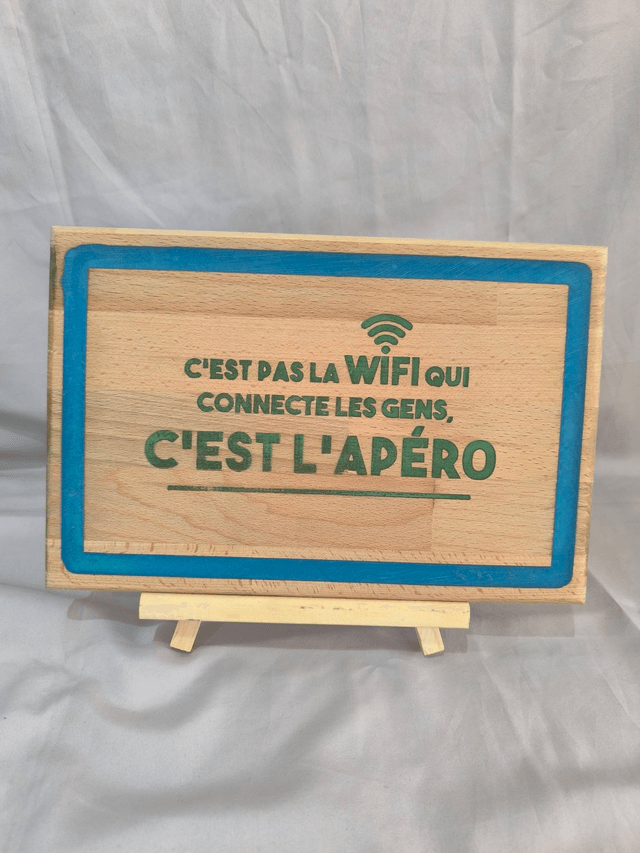 C'EST PAS LA WiFi QUI
CONNECTE LES GENS,
C'EST L'APÉRO